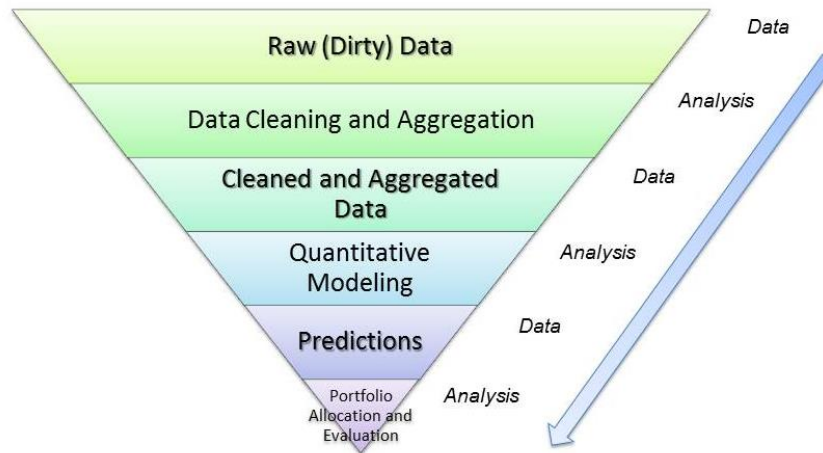 Raw (Dirty) Data
Data
Data Cleaning and Aggregation
Analysis
Cleaned and Aggregated
Data
Data
Quantitative
Modeling
Analysis
Predictions
Data
Portfolio
Allocation and
Evaluation
Analysis